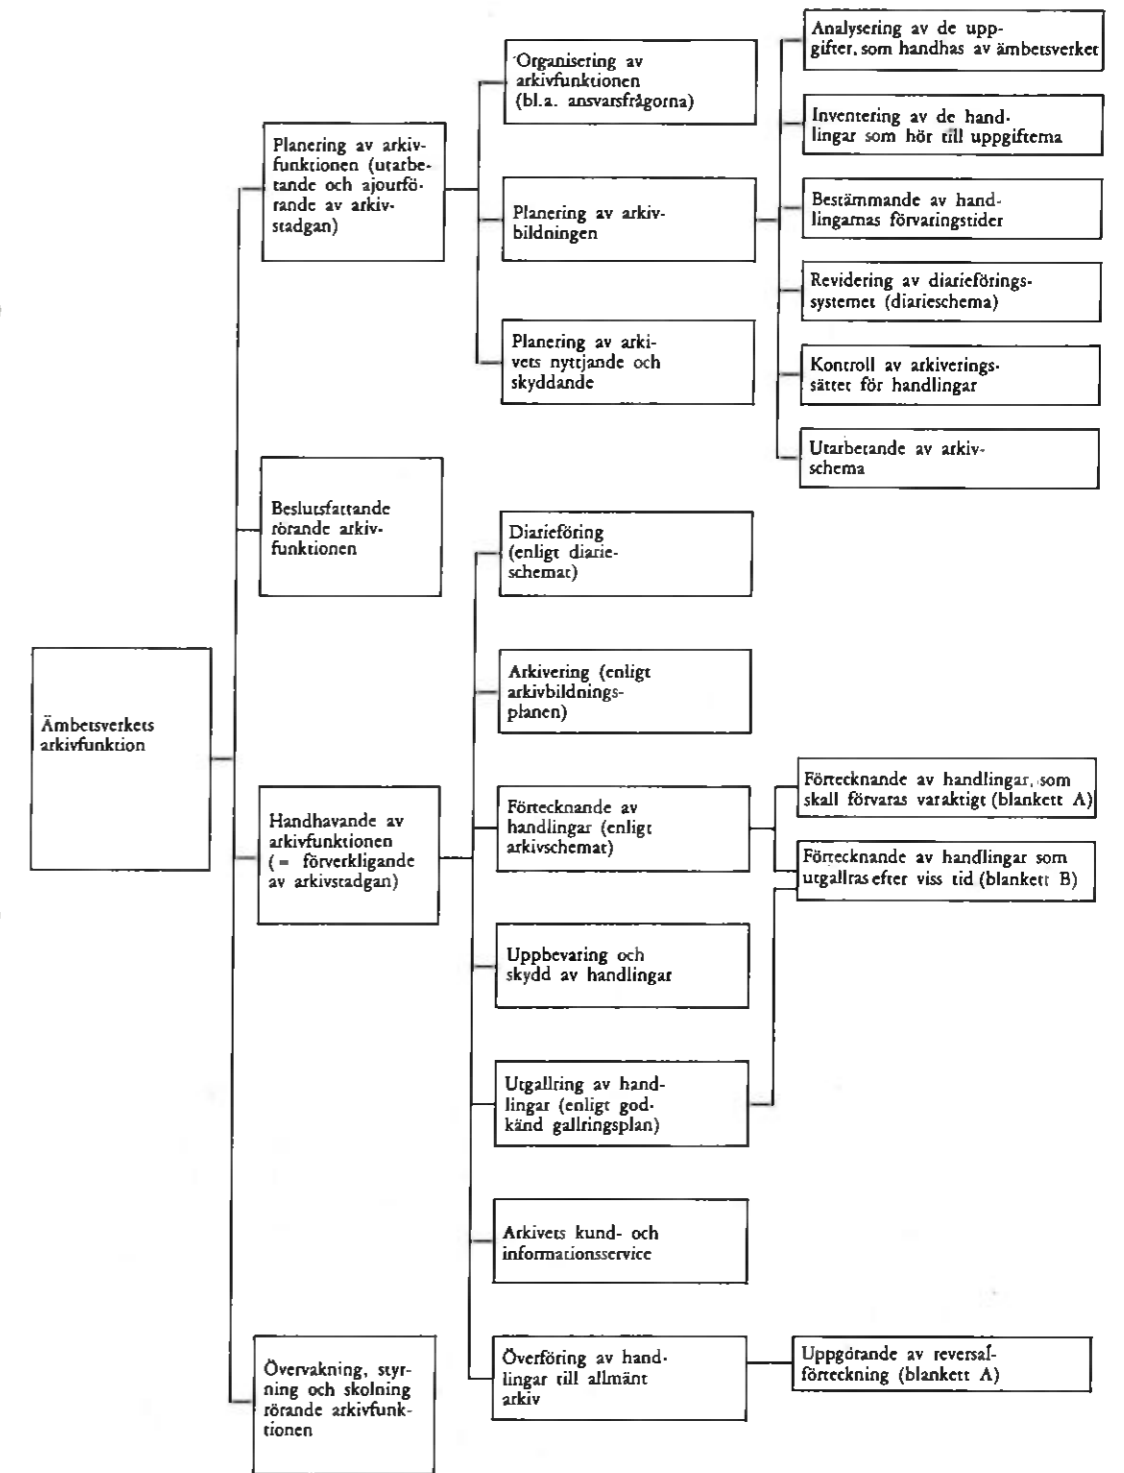 Ämbetsverkets
arkivfunktion
Planering av arkiv-
funktionen (utarbe-
tande och ajourfö-
rande av arkiv-
stadgan)
Organisering av
arkivfunktionen
(bl.a. ansvarsfrågorna)
Planering av arkiv-
bildningen
Analysering av de upp-
gifter, som handhas av ämbetsverket
Inventering av de hand-
lingar som hör till uppgifterna
Bestämmande av hand-
lingarnas förvaringstider
Revidering av diarieförings-
systemet (diarieschema)
Kontroll av arkiverings-
sättet för handlingar
Utarbetande av arkiv-
schema
Planering av arki-
vets nyttjande och
skyddande
Beslutsfattande
rörande arkiv-
funktionen
Handhavande av
arkivfunktionen
(= förverkligande
av arkivstadgan)
Diarieföring
(enligt diarie-
schemat)
Arkivering (enligt
arkivbildnings-
planen)
Förtecknande av
handlingar (enligt
arkivschemat)
Förtecknande av handlingar, som
skall förvaras varaktigt (blankett A)
Förtecknande av handlingar som
utgallras efter viss tid (blankett B)
Uppbevaring och
skydd av handlingar
Utgallring av hand-
lingar (enligt god-
känd gallringsplan)
Arkivets kund- och
informationsservice
Överföring av hand-
lingar till allmänt
arkiv
Uppgörande av reversal-
förteckning (blankett A)
Övervakning, styr-
ning och skolning
rörande arkivfunk-
tionen